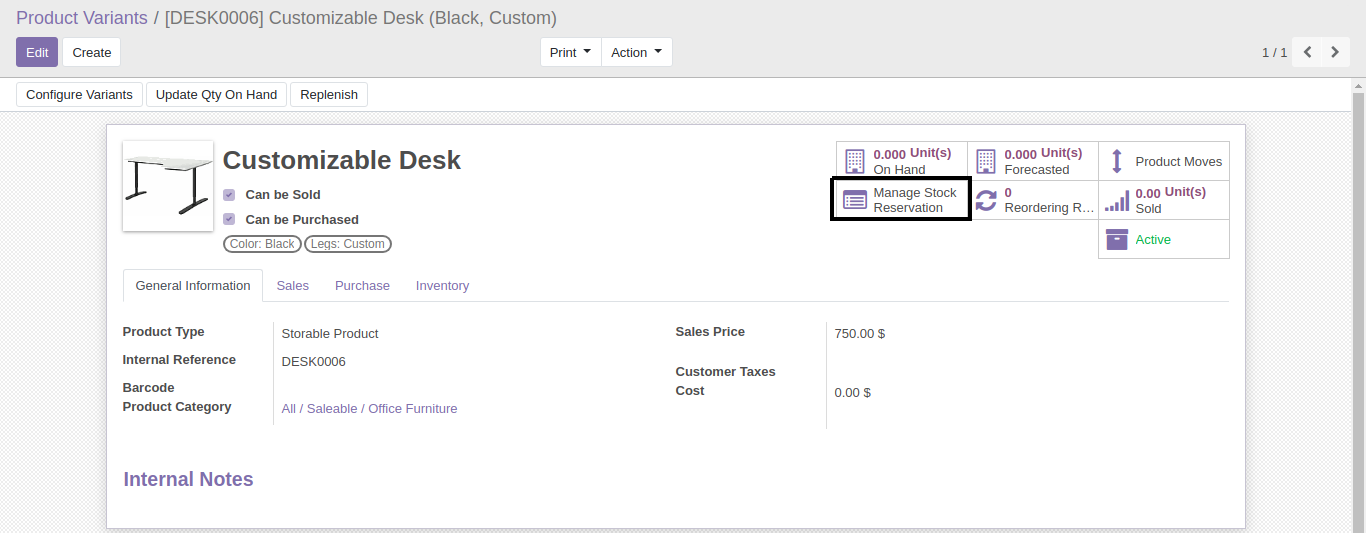 Product Variants / [DESK0006] Customizable Desk (Black, Custom)
Edit Create Print Action 1 / 1
Configure Variants Update Qty On Hand Replenish
Customizable Desk
Can be Sold
Can be Purchased
Color: Black Legs: Custom
0.000 Unit(s)
On Hand
0.000 Unit(s)
Forecasted
Product Moves
Manage Stock
Reservation
0
Reordering R...
0.00 Unit(s)
Sold
Active
General Information Sales Purchase Inventory
Product Type Storable Product
Internal Reference DESK0006
Barcode
Product Category All / Saleable / Office Furniture
Sales Price 750.00 $
Customer Taxes
Cost 0.00 $
Internal Notes